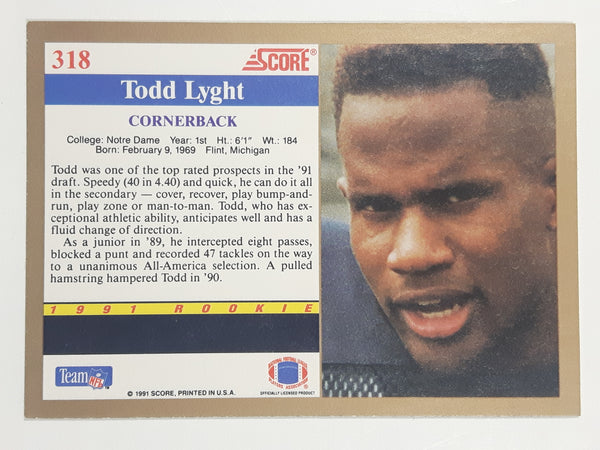 318
SCORE®
Todd Lyght
CORNERBACK
College: Notre Dame Year: 1st Ht.: 6'1" Wt.: 184
Born: February 9, 1969 Flint, Michigan
Todd was one of the top rated prospects in the '91
draft. Speedy (40 in 4.40) and quick, he can do it all
in the secondary — cover, recover, play bump-and-
run, play zone or man-to-man. Todd, who has ex-
ceptional athletic ability, anticipates well and has a
fluid change of direction.
As a junior in '89, he intercepted eight passes,
blocked a punt and recorded 47 tackles on the way
to a unanimous All-America selection. A pulled
hamstring hampered Todd in '90.
1991 ROOKIE
Team NFL
© 1991 SCORE, PRINTED IN U.S.A.
NATIONAL FOOTBALL LEAGUE
PLAYERS ASSOCIATION
OFFICIALLY LICENSED PRODUCT